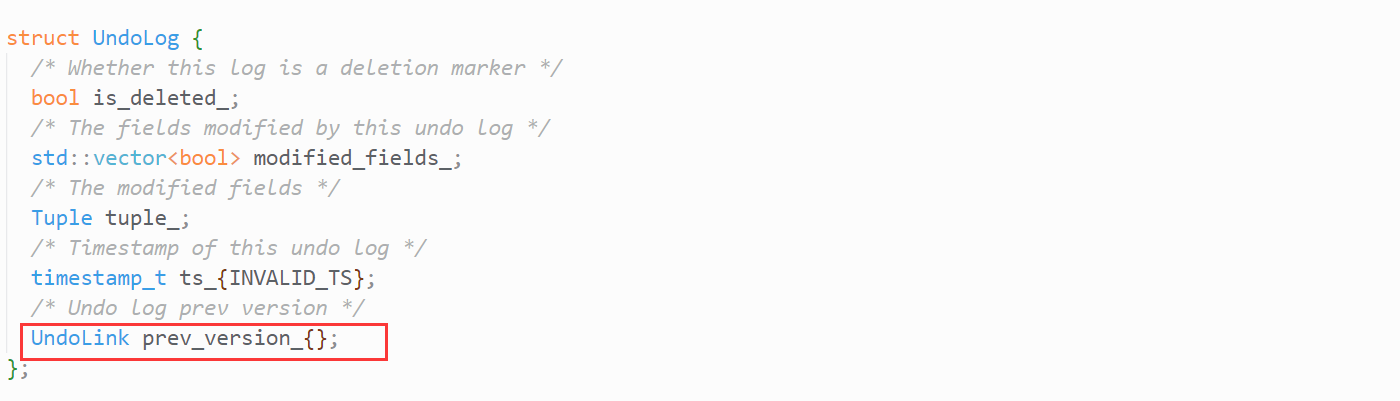 struct UndoLog {
/* Whether this log is a deletion marker */
bool is_deleted_;
/* The fields modified by this undo log */
std::vector<bool> modified_fields_;
/* The modified fields */
Tuple tuple_;
/* Timestamp of this undo log */
timestamp_t ts_{INVALID_TS};
/* Undo log prev version */
UndoLink prev_version_{};
};